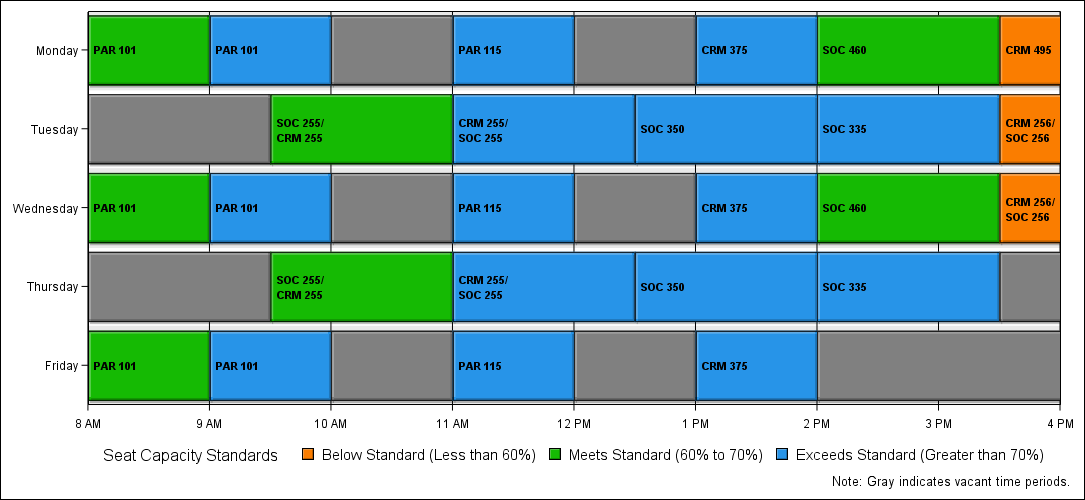 Monday
PAR 101
PAR 101
PAR 115
CRM 375
SOC 460
CRM 495
Tuesday
SOC 255/
CRM 255
CRM 255/
SOC 255
SOC 350
SOC 335
CRM 256/
SOC 256
Wednesday
PAR 101
PAR 101
PAR 115
CRM 375
SOC 460
CRM 256/
SOC 256
Thursday
SOC 255/
CRM 255
CRM 255/
SOC 255
SOC 350
SOC 335
Friday
PAR 101
PAR 101
PAR 115
CRM 375
8 AM 9 AM 10 AM 11 AM 12 PM 1 PM 2 PM 3 PM 4 PM
Seat Capacity Standards Below Standard (Less than 60%) Meets Standard (60% to 70%) Exceeds Standard (Greater than 70%)
Note: Gray indicates vacant time periods.